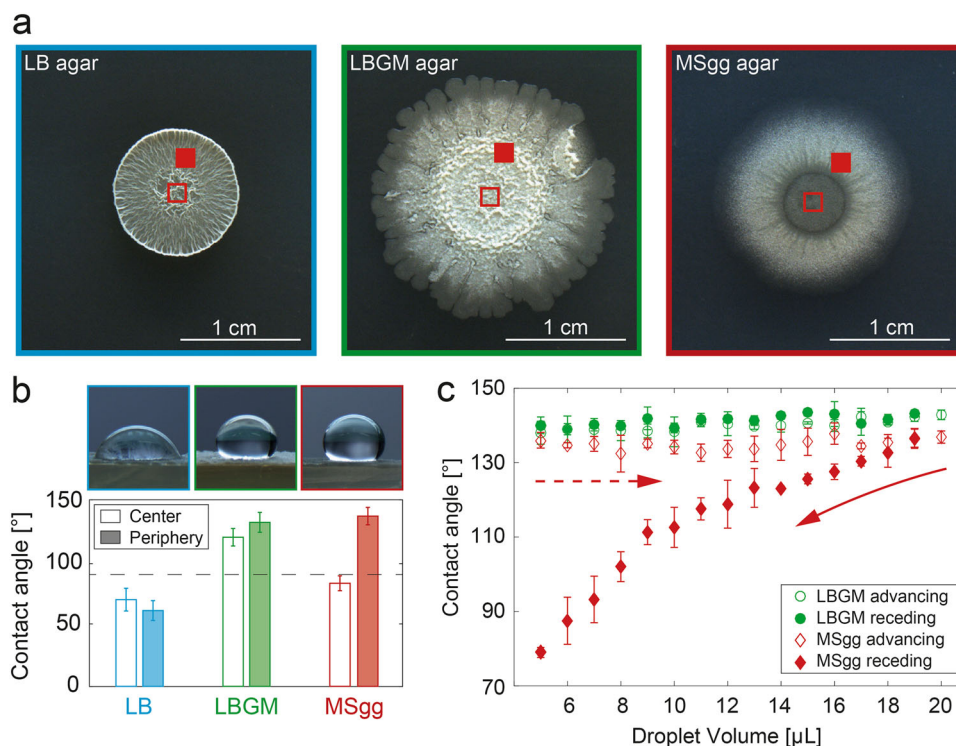 a
LB agar
LBGM agar
MSgg agar
1 cm
1 cm
1 cm
b
Center
Periphery
Contact angle [°]
150
100
50
0
LB
LBGM
MSgg
c
Contact angle [°]
150
130
110
90
70
LBGM advancing
LBGM receding
MSgg advancing
MSgg receding
6 8 10 12 14 16 18 20
Droplet Volume [µL]